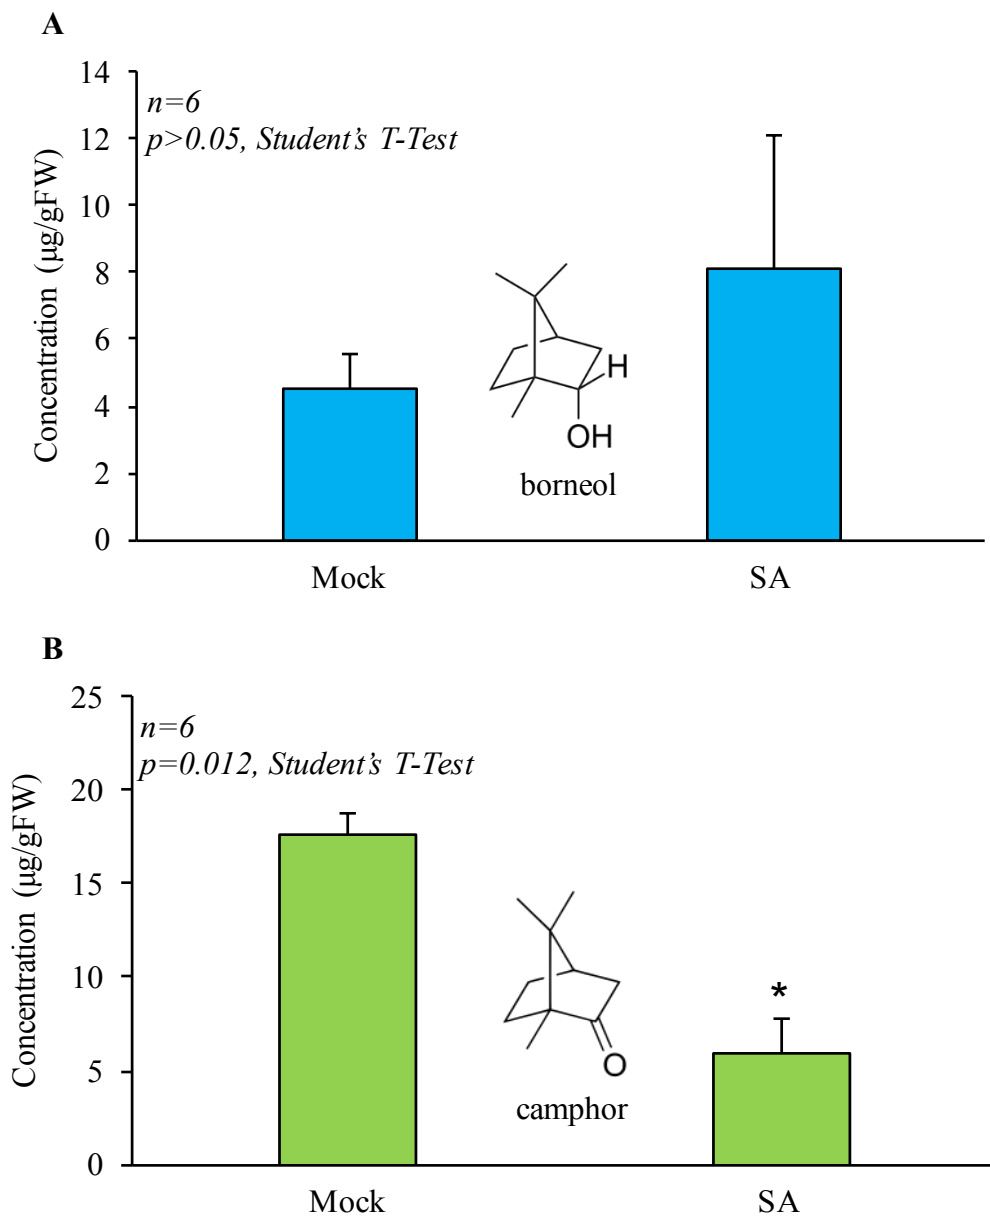 A
14
12
10
8
6
4
2
0
Concentration (µg/gFW)
n=6
p>0.05, Student's T-Test
H
OH
borneol
Mock SA
B
25
20
15
10
5
0
Concentration (µg/gFW)
n=6
p=0.012, Student's T-Test
*
O
camphor
Mock SA